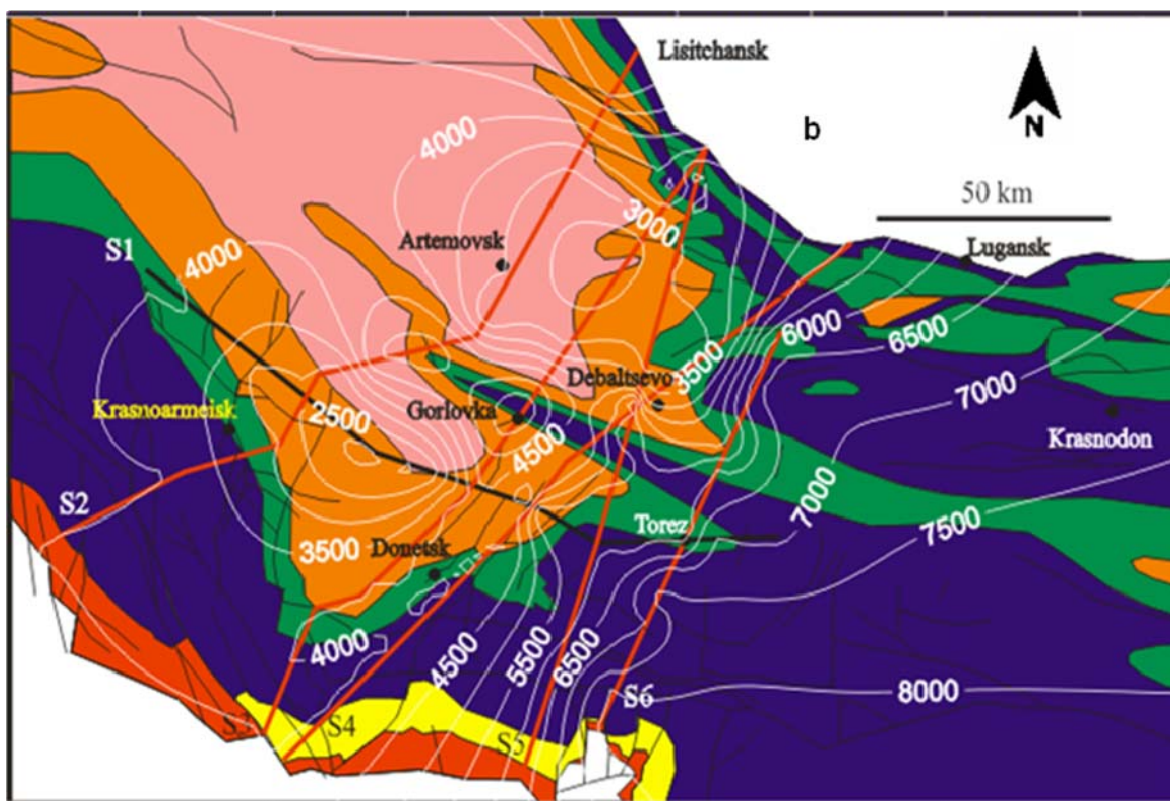 Lisitchansk
b
N
4000
50 km
3000
Artemovsk
S1
4000
Lugansk
6000
6500
Debaltsevo
3500
7000
Krasnoarmeisk
2500
Gorlovka
Krasnodon
4500
S2
7000
7500
Torez
3500
Donetsk
4000
4500
5500
6500
S6
8000
S3
S4
S5